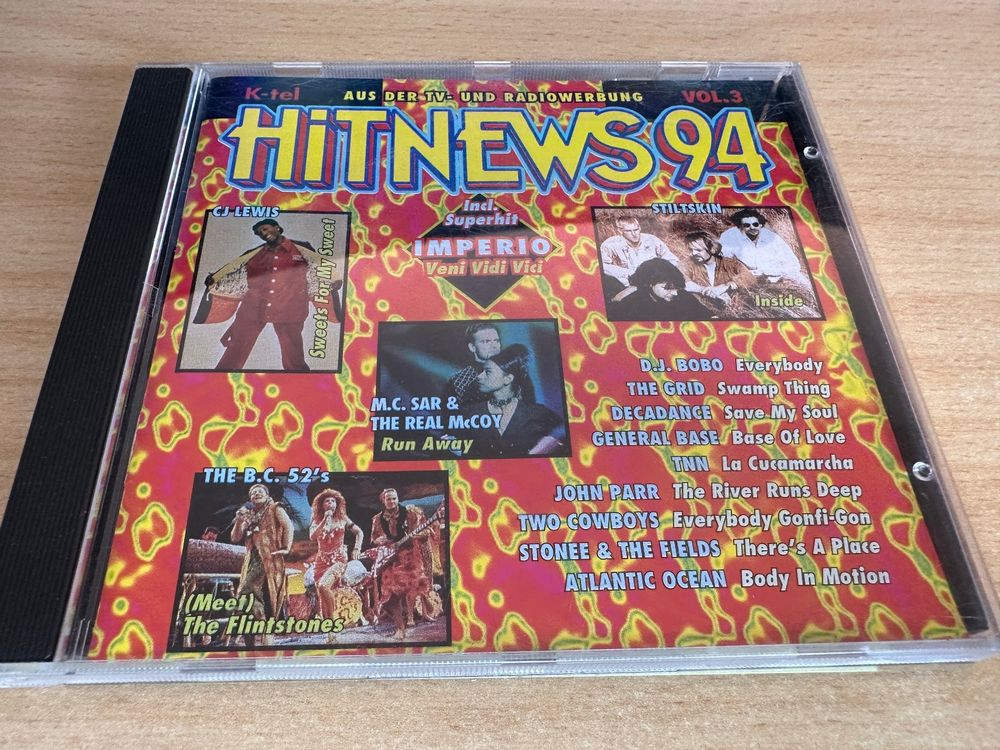 K-tel AUS DER TV- UND RADIOWERBUNG VOL.3
HiTNEWS 94
CJ LEWIS
Sweets For My Sweet
Incl.
Superhit
IMPERIO
Veni Vidi Vici
STILTSKIN
Inside
M.C. SAR &
THE REAL McCOY
Run Away
THE B.C. 52's
(Meet)
The Flintstones
D.J. BOBO Everybody
THE GRID Swamp Thing
DECADANCE Save My Soul
GENERAL BASE Base Of Love
TNN La Cucamarcha
JOHN PARR The River Runs Deep
TWO COWBOYS Everybody Gonfi-Gon
STONEE & THE FIELDS There's A Place
ATLANTIC OCEAN Body In Motion